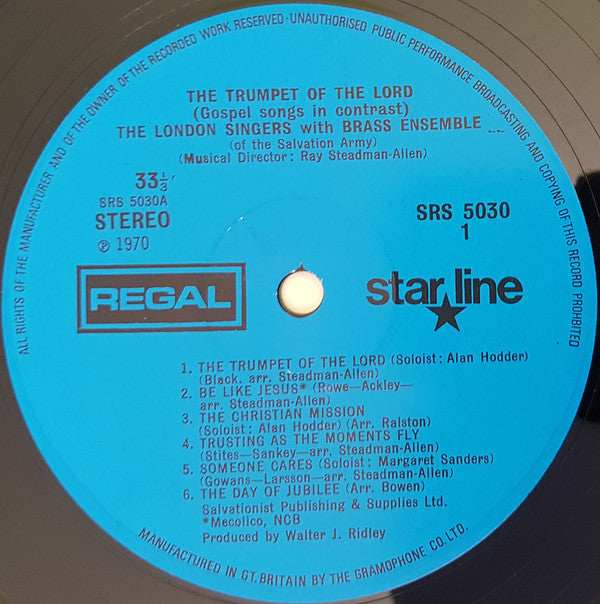 ALL RIGHTS OF THE MANUFACTURER AND OF THE OWNER OF THE RECORDED WORK RESERVED · UNAUTHORISED PUBLIC PERFORMANCE BROADCASTING AND COPYING OF THIS RECORD PROHIBITED
THE TRUMPET OF THE LORD
(Gospel songs in contrast)
THE LONDON SINGERS with BRASS ENSEMBLE
(of the Salvation Army)
(Musical Director: Ray Steadman-Allen)
33⅓
SRS 5030A
STEREO
℗ 1970
SRS 5030
1
REGAL
star line
1. THE TRUMPET OF THE LORD (Soloist: Alan Hodder)
(Black, arr. Steadman-Allen)
2. BE LIKE JESUS* (Rowe—Ackley—
arr. Steadman-Allen)
3. THE CHRISTIAN MISSION
(Soloist: Alan Hodder) (Arr. Ralston)
4. TRUSTING AS THE MOMENTS FLY
(Stites—Sankey—arr. Steadman-Allen)
5. SOMEONE CARES (Soloist: Margaret Sanders)
(Gowans—Larsson—arr. Steadman-Allen)
6. THE DAY OF JUBILEE (Arr. Bowen)
Salvationist Publishing & Supplies Ltd.
*Mecolico, NCB
Produced by Walter J. Ridley
MANUFACTURED IN GT. BRITAIN BY THE GRAMOPHONE CO. LTD.